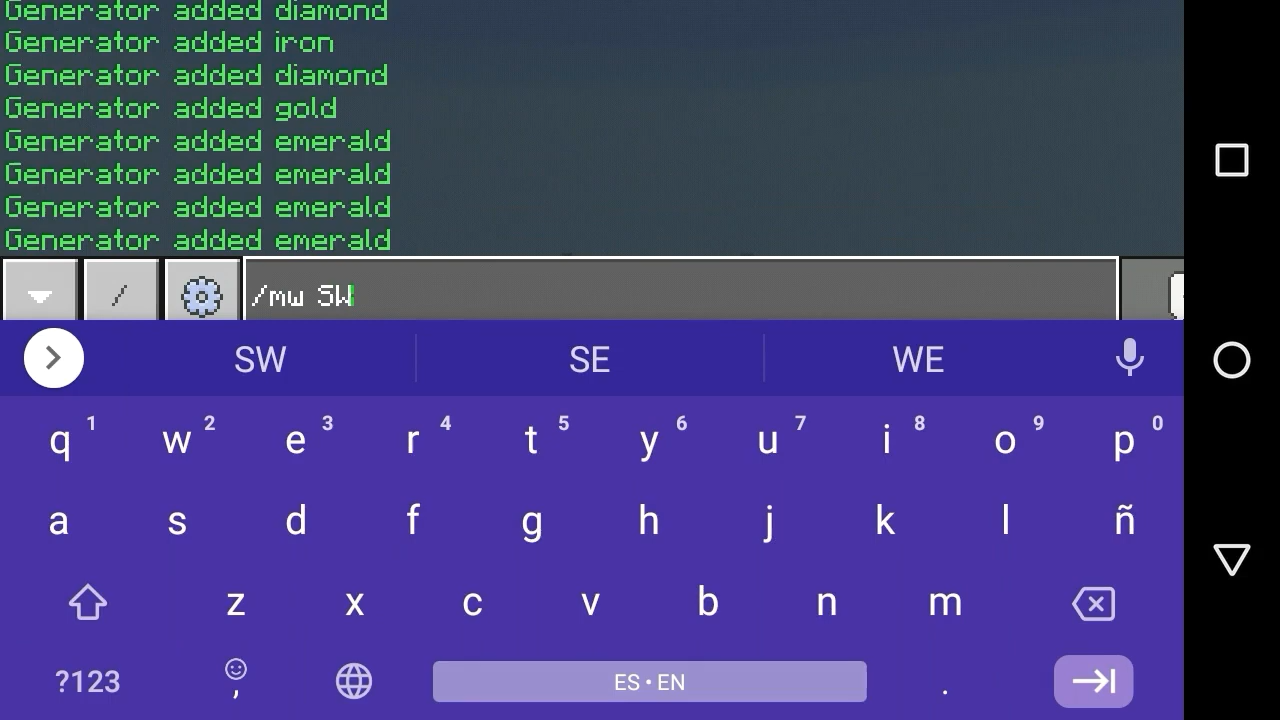 Generator added diamond
Generator added iron
Generator added diamond
Generator added gold
Generator added emerald
Generator added emerald
Generator added emerald
Generator added emerald
/ /mw SW
SW SE WE
q 1 w 2 e 3 r 4 t 5 y 6 u 7 i 8 o 9 p 0
a s d f g h j k l ñ
z x c v b n m
?123 , ES • EN .